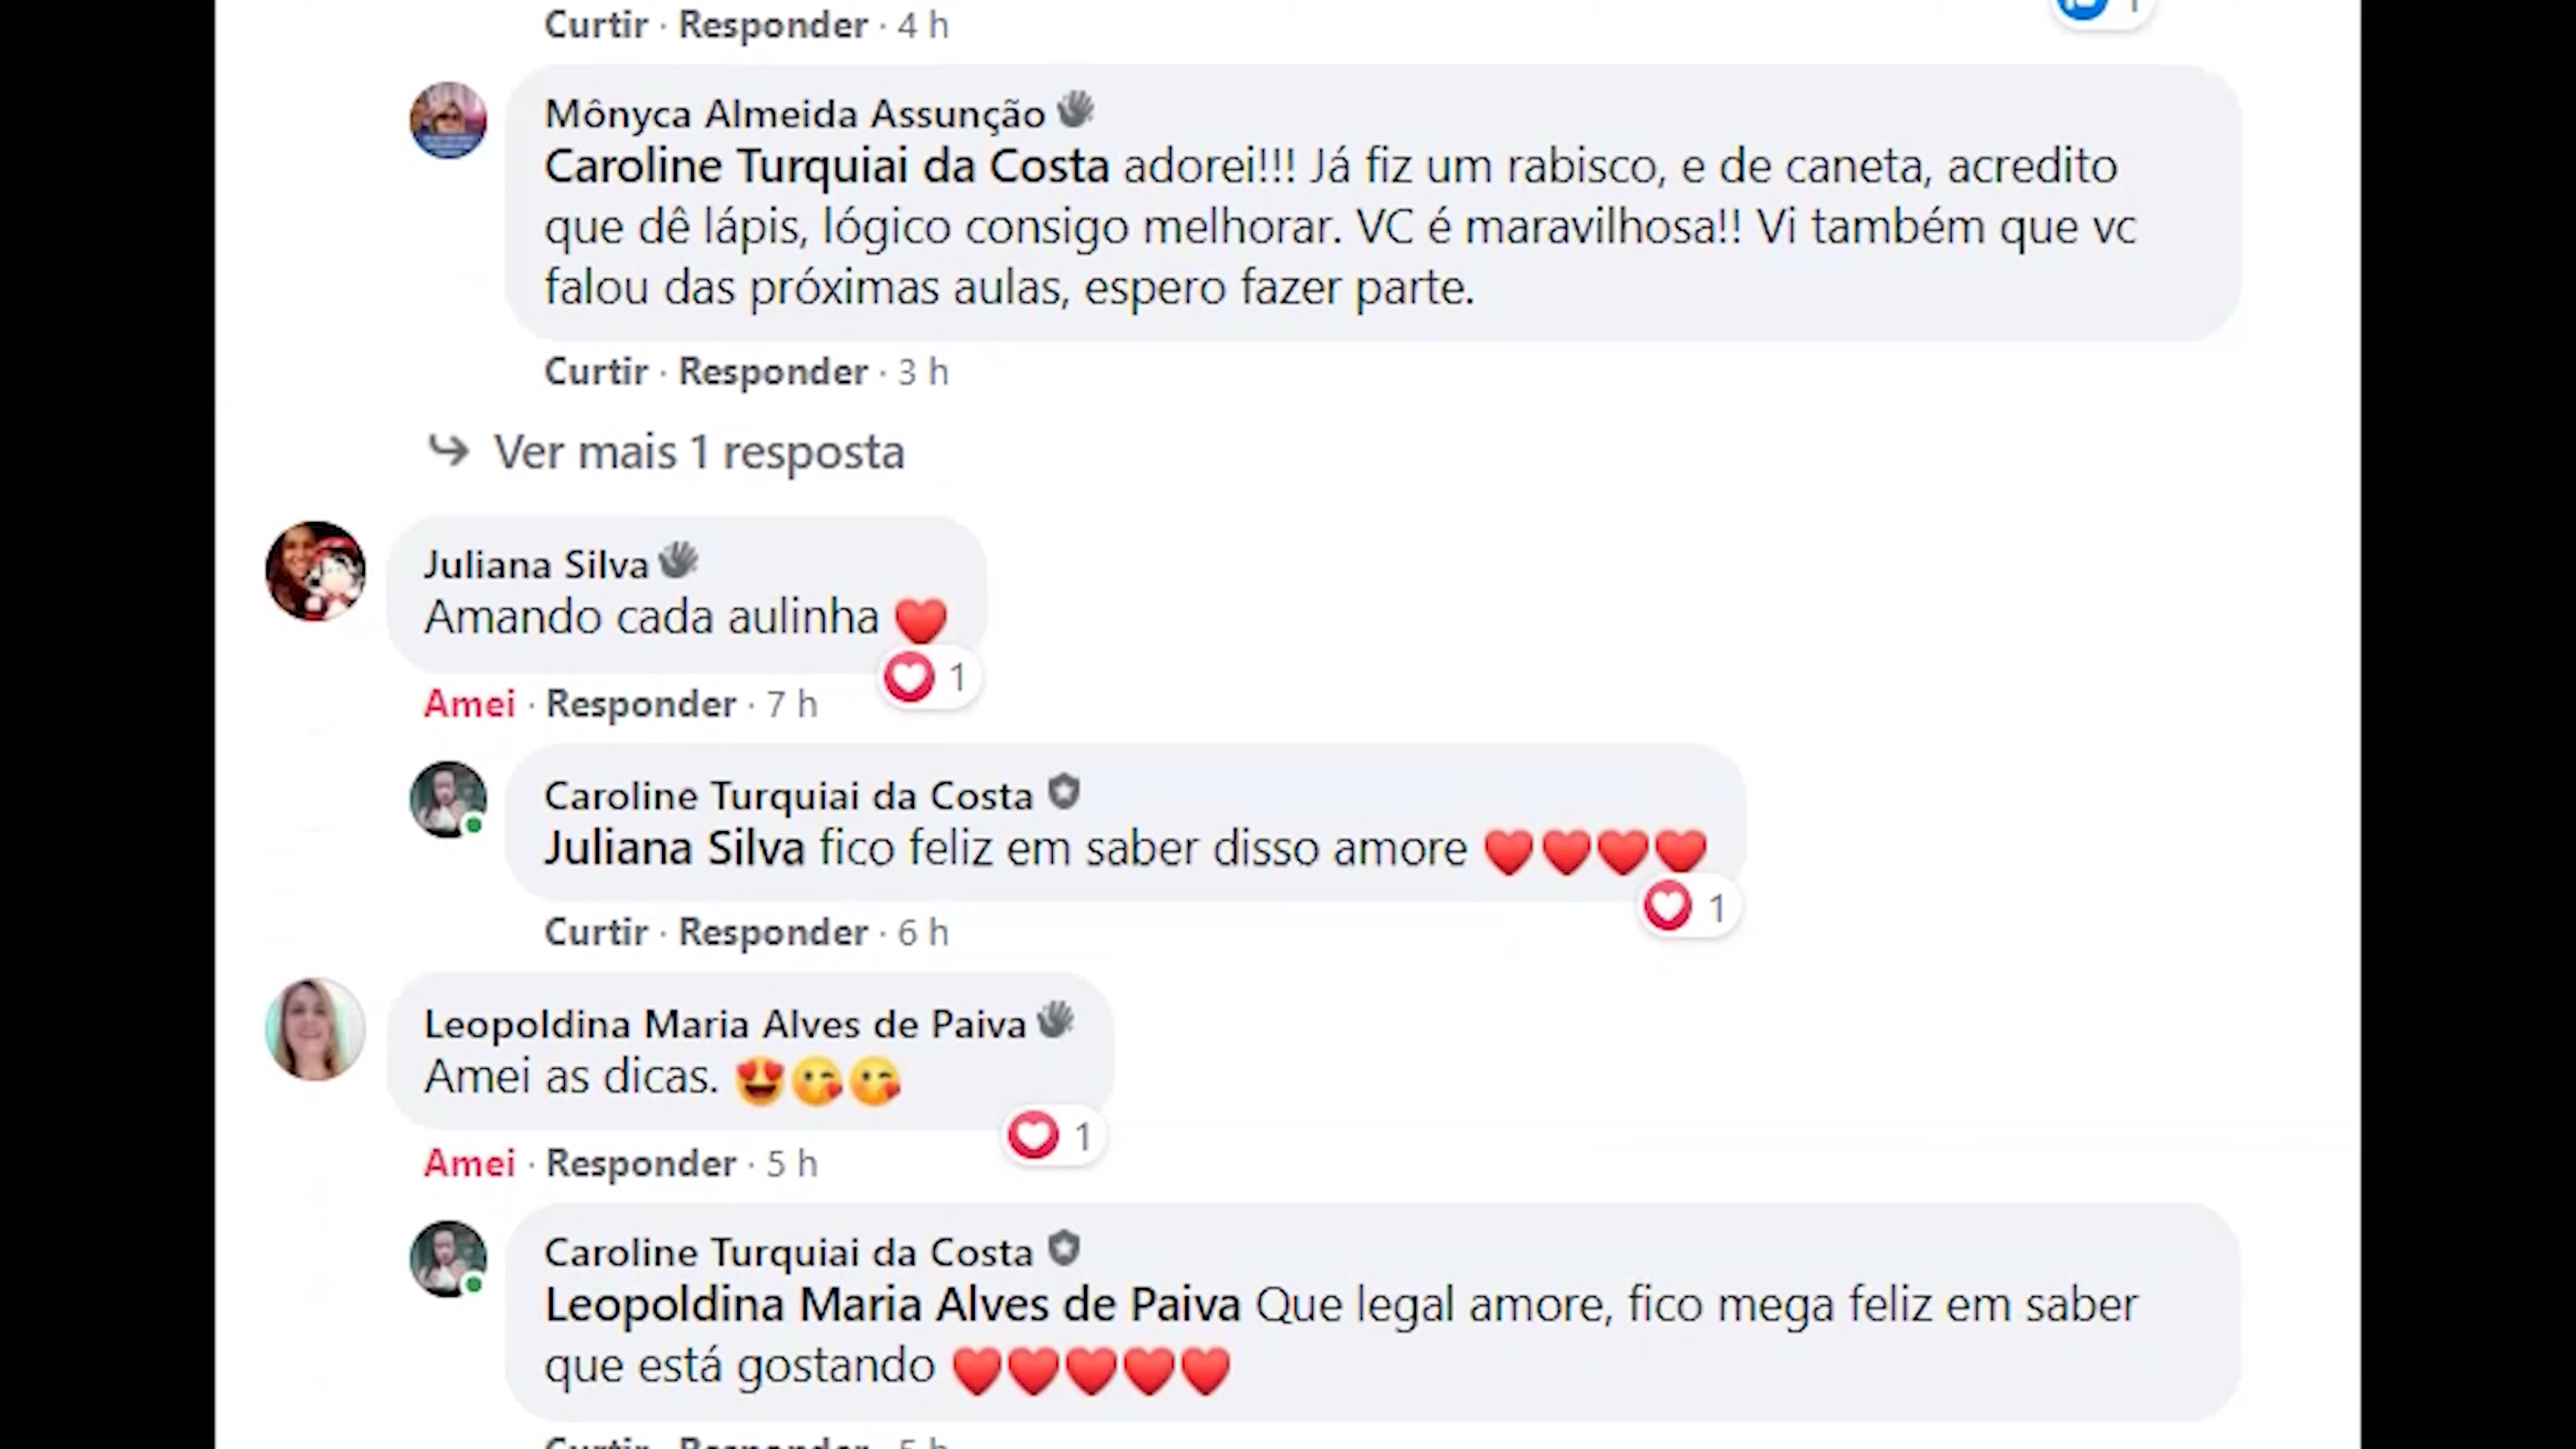 Curtir · Responder · 4 h
1
Mônyca Almeida Assunção
Caroline Turquiai da Costa adorei!!! Já fiz um rabisco, e de caneta, acredito
que dê lápis, lógico consigo melhorar. VC é maravilhosa!! Vi também que vc
falou das próximas aulas, espero fazer parte.
Curtir · Responder · 3 h
Ver mais 1 resposta
Juliana Silva
Amando cada aulinha ❤️
1
Amei · Responder · 7 h
Caroline Turquiai da Costa
Juliana Silva fico feliz em saber disso amore ❤️❤️❤️❤️
1
Curtir · Responder · 6 h
Leopoldina Maria Alves de Paiva
Amei as dicas. 😍😘😘
1
Amei · Responder · 5 h
Caroline Turquiai da Costa
Leopoldina Maria Alves de Paiva Que legal amore, fico mega feliz em saber
que está gostando ❤️❤️❤️❤️❤️
Curtir · Responder · 5 h